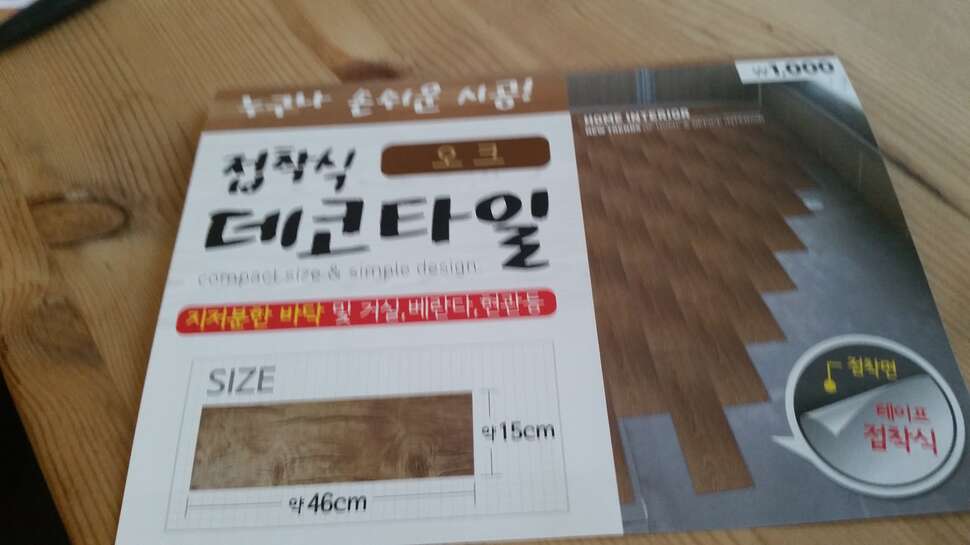 누구나 손쉬운 시공!
₩1,000
HOME INTERIOR
NEW TREND
접착식
오크
데코타일
compact size & simple design
지저분한 바닥 및 거실,베란다,현관등
SIZE
약15cm
약46cm
접착면
테이프
접착식